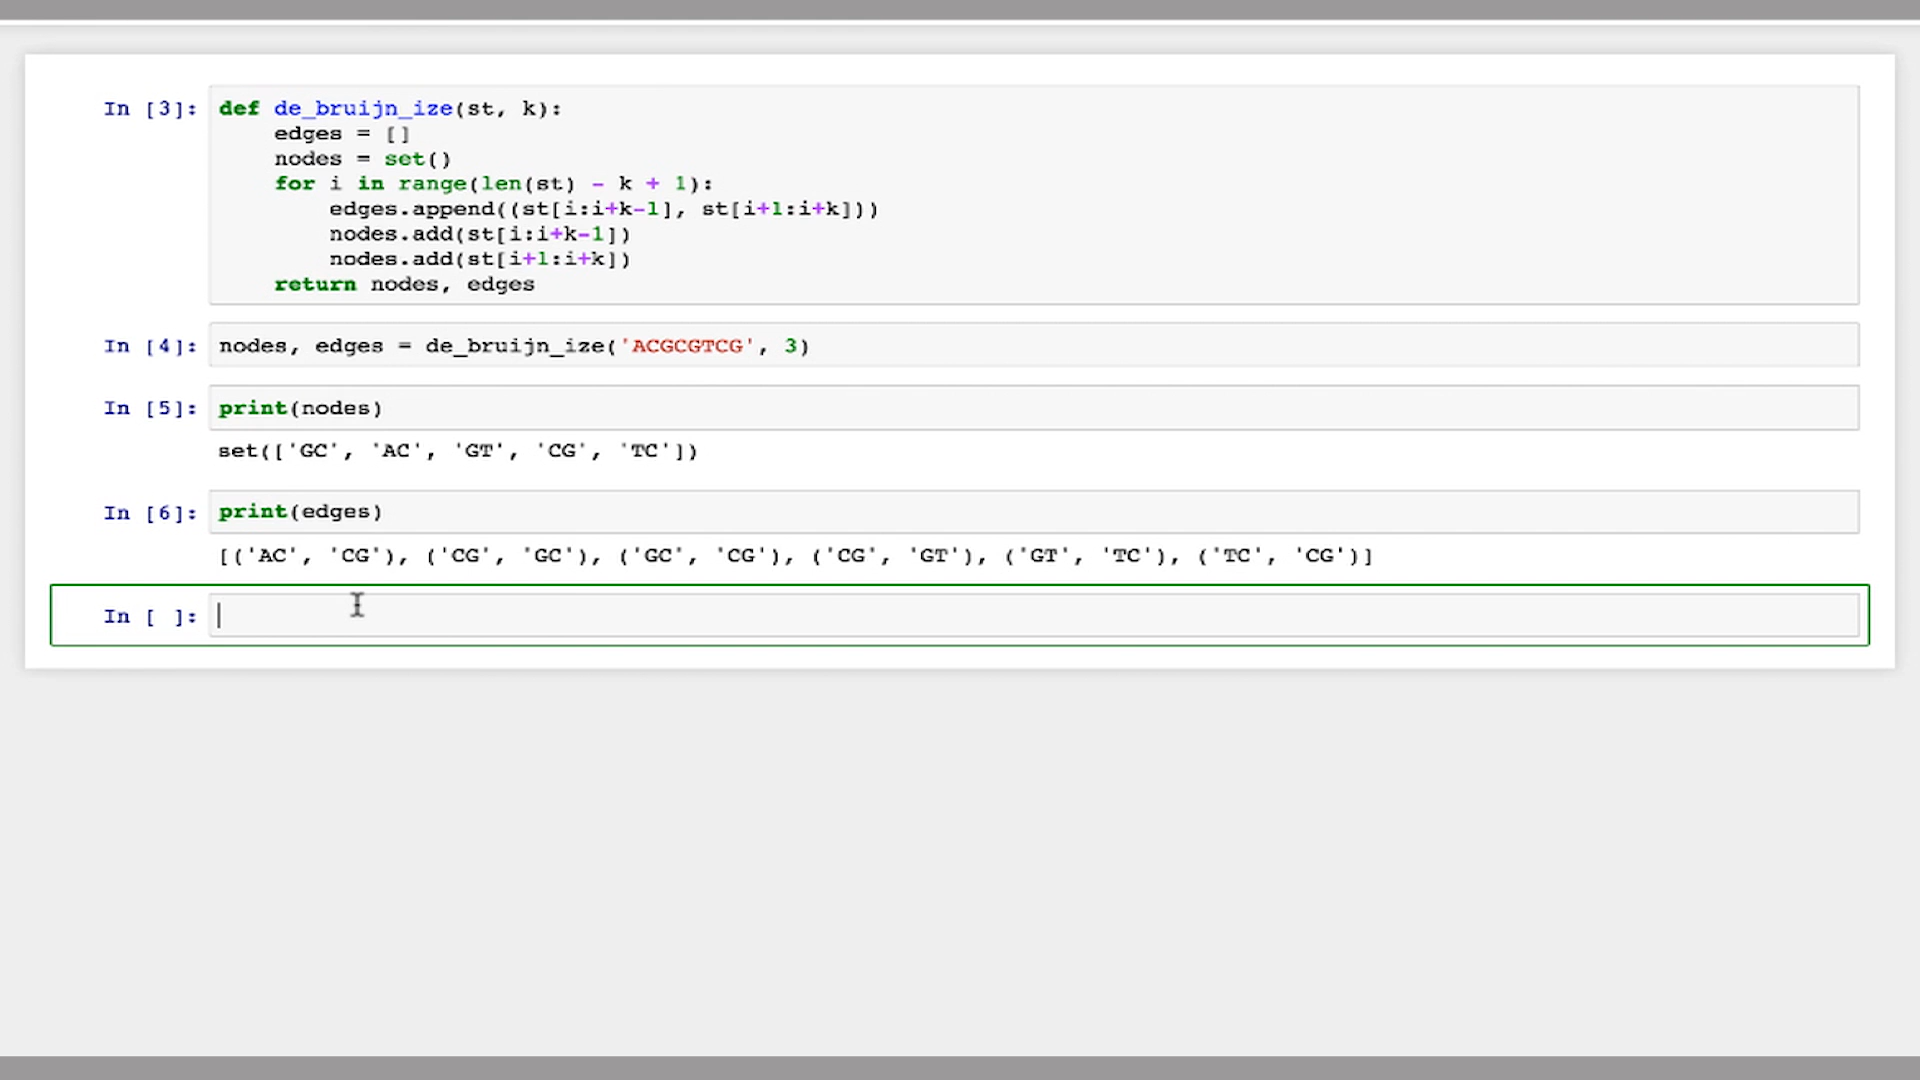 In [3]: def de_bruijn_ize(st, k):
    edges = []
    nodes = set()
    for i in range(len(st) - k + 1):
        edges.append((st[i:i+k-1], st[i+1:i+k]))
        nodes.add(st[i:i+k-1])
        nodes.add(st[i+1:i+k])
    return nodes, edges
In [4]: nodes, edges = de_bruijn_ize('ACGCGTCG', 3)
In [5]: print(nodes)
set(['GC', 'AC', 'GT', 'CG', 'TC'])
In [6]: print(edges)
[('AC', 'CG'), ('CG', 'GC'), ('GC', 'CG'), ('CG', 'GT'), ('GT', 'TC'), ('TC', 'CG')]
In [ ]: